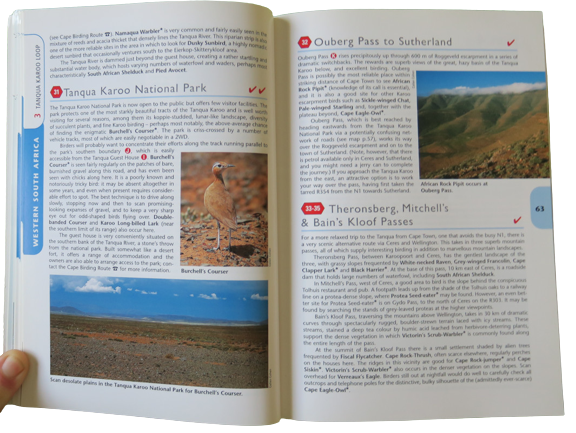 (see Cape Birding Route ). Namaqua Warbler* is very common and fairly easily seen in the
mixture of reeds and acacia thicket that densely lines the Tanqua River. This riparian strip is also
one of the more reliable sites in the area in which to look for Dusky Sunbird, a highly nomadic
desert sunbird that occasionally ventures south to the Eierkop
The Tanqua River is dammed just beyond the guest house, creating a rather startling and
substantial water body, which hosts varying numbers of waterfowl and waders, perhaps most
characteristically South African Shelduck and Pied Avocet.
31 Tanqua Karoo National Park
The Tanqua Karoo National Park is now open to the public but offers few visitor facilities. The
park protects one of the most starkly beautiful tracts of the Tanqua Karoo and is well worth
visiting for several reasons, among them its koppie-studded, lunar-like landscape, diversity
of succulent plants, and fine Karoo birding – perhaps most notably, the above-average chance
of finding the enigmatic Burchell's Courser*. The park is criss-crossed by a number of
vehicle tracks, most of which are easily negotiable in a 2WD.
Birders will probably want to concentrate their efforts along the track running parallel to
the park's southern boundary , which is easily
accessible from the Tanqua Guest House . Burchell's
Courser* is seen fairly regularly on the patches of bare,
burnished gravel along this road, and has even been
seen with chicks along here. It is a poorly known and
notoriously tricky bird: it may be absent altogether in
some years, and even when present requires consider-
able effort to spot. The best technique is to drive along
slowly, stopping now and then to scan promising-
looking expanses of gravel, and to keep a very sharp
eye out for odd-shaped birds flying over. Double-
banded Courser and Karoo Long-billed Lark (near
the southern limit of its range), also occur here.
The guest house is very conveniently situated on
the southern bank of the Tanqua River, a stone's throw
from the national park. Built somewhat like a desert
fort, it offers a range of accommodation and the
owners are also able to arrange access to the park; con-
tact the Cape Birding Route for more information.
Burchell's Courser
Scan desolate plains in the Tanqua Karoo National Park for Burchell's Courser.
3 TANQUA KAROO LOOP
WESTERN SOUTH AFRICA
32 Ouberg Pass to Sutherland
Ouberg Pass rises precipitously up through 600 m of Roggeveld escarpment in a series of
dramatic switchbacks. The rewards are superb views of the great, hazy basin of the Tanqua
Karoo below, and excellent birding. Ouberg
Pass is possibly the most reliable place within
striking distance of Cape Town to see African
Rock Pipit* (knowledge of its call is essential),
and it is also a good site for other Karoo
escarpment birds such as Sickle-winged Chat,
Pale-winged Starling and, together with the
plateau beyond, Cape Eagle-Owl*.
Ouberg Pass, which is best reached by
heading eastwards from the Tanqua Karoo
National Park via a potentially confusing net-
work of roads (see map p.57), winds its way
over the Roggeveld escarpment and on to the
town of Sutherland. (Note, however, that there
is petrol available only in Ceres and Sutherland,
and you might need a jerry can to complete
the journey.) If you approach the Tanqua Karoo
from the east, an attractive option is to work
your way over the pass, having first taken the
tarred R354 from the N1 towards Sutherland.
African Rock Pipit occurs at
Ouberg Pass.
63
33-35 Theronsberg, Mitchell's
& Bain's Kloof Passes
For a more relaxed trip to the Tanqua from Cape Town, one that avoids the busy N1, there is
a very scenic alternative route via Ceres and Wellington. This takes in three superb mountain
passes, all of which support interesting birding in addition to marvellous mountain landscapes.
Theronsberg Pass, between Karoopoort and Ceres, has the gentlest landscape of the
three, with grassy slopes frequented by White-necked Raven, Grey-winged Francolin, Cape
Clapper Lark* and Black Harrier*. At the base of this pass, 10 km east of Ceres, is a roadside
dam that holds large numbers of waterfowl, including South African Shelduck.
In Mitchell's Pass, west of Ceres, a good area to bird is the slope behind the conspicuous
Tolhuis restaurant and pub. A footpath leads up from the shade of the Tolhuis oaks to a railway
line on a protea-dense slope, where Protea Seed-eater* may be found. However, an even bet-
ter site for Protea Seed-eater* is on Gydo Pass, to the north of Ceres on the R303. It may be
found by searching the stands of grey-leaved proteas at the higher viewpoints.
Bain's Kloof Pass, traversing the mountains above Wellington, takes in 30 km of dramatic
curves through spectacularly rugged, boulder-strewn terrain laced with icy streams. These
streams, stained a deep tea colour by humic acid leached from heathered plants,
support the dense vegetation in which Victorin's Scrub-Warbler* is commonly found along
the entire length of the pass.
At the summit of Bain's Kloof Pass there is a small settlement shaded by alien trees
frequented by Fiscal Flycatcher. Cape Rock Thrush, often scarce elsewhere, regularly perches
on the houses here. The ridges in this vicinity are good for Cape Rock-jumper* and Cape
Siskin*. Victorin's Scrub-Warbler* also occurs in the denser vegetation on the slopes. Scan
overhead for Verreaux's Eagle. Birders still out at nightfall would do well to carefully check all
outcrops and telephone poles for the distinctive, bulky silhouette of the (admittedly ever-scarce)
Cape Eagle-Owl*.